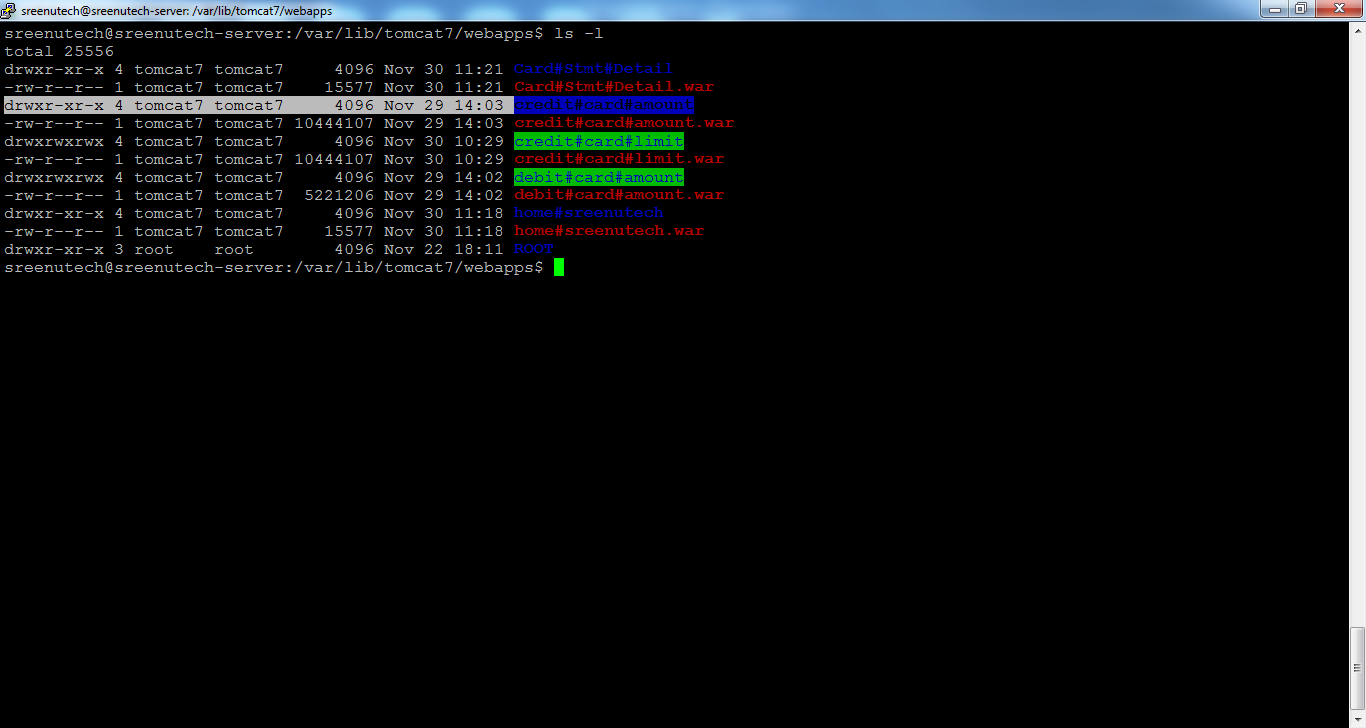 sreenutech@sreenutech-server: /var/lib/tomcat7/webapps
sreenutech@sreenutech-server:/var/lib/tomcat7/webapps$ ls -l
total 25556
drwxr-xr-x 4 tomcat7 tomcat7     4096 Nov 30 11:21 Card#Stmt#Detail
-rw-r--r-- 1 tomcat7 tomcat7    15577 Nov 30 11:21 Card#Stmt#Detail.war
drwxr-xr-x 4 tomcat7 tomcat7     4096 Nov 29 14:03 credit#card#amount
-rw-r--r-- 1 tomcat7 tomcat7 10444107 Nov 29 14:03 credit#card#amount.war
drwxrwxrwx 4 tomcat7 tomcat7     4096 Nov 30 10:29 credit#card#limit
-rw-r--r-- 1 tomcat7 tomcat7 10444107 Nov 30 10:29 credit#card#limit.war
drwxrwxrwx 4 tomcat7 tomcat7     4096 Nov 29 14:02 debit#card#amount
-rw-r--r-- 1 tomcat7 tomcat7  5221206 Nov 29 14:02 debit#card#amount.war
drwxr-xr-x 4 tomcat7 tomcat7     4096 Nov 30 11:18 home#sreenutech
-rw-r--r-- 1 tomcat7 tomcat7    15577 Nov 30 11:18 home#sreenutech.war
drwxr-xr-x 3 root    root        4096 Nov 22 18:11 ROOT
sreenutech@sreenutech-server:/var/lib/tomcat7/webapps$